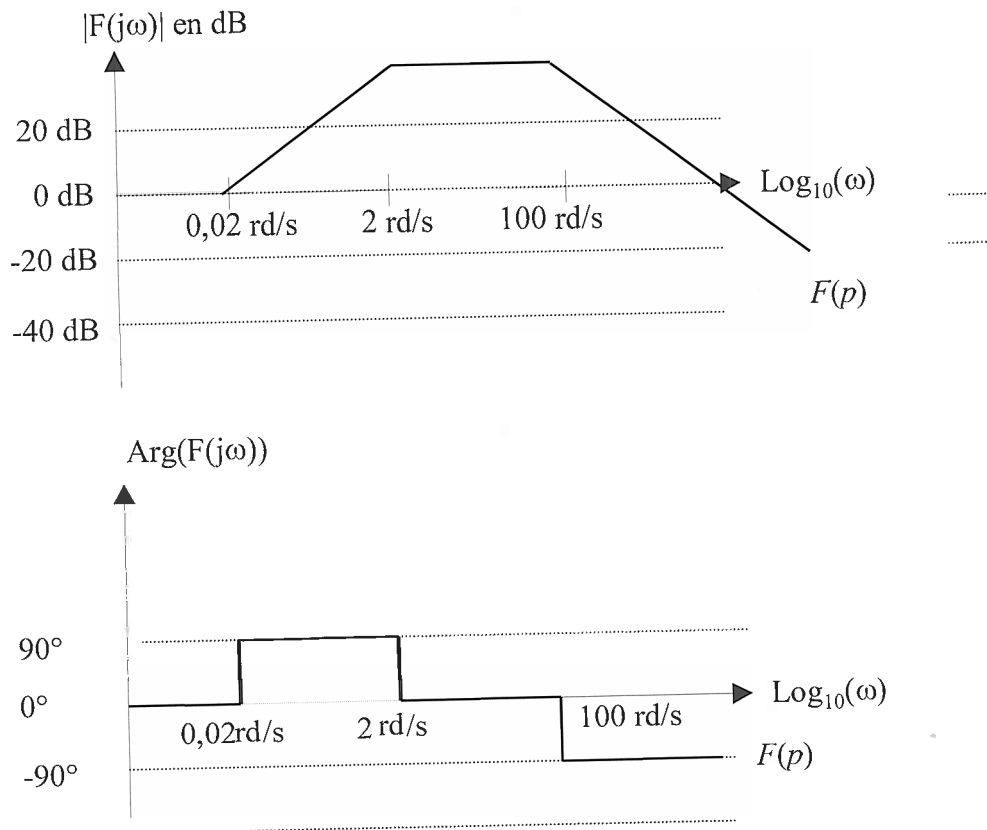 |F(jω)| en dB
20 dB
0 dB
Log₁₀(ω)
0,02 rd/s
2 rd/s
100 rd/s
-20 dB
F(p)
-40 dB
Arg(F(jω))
90°
0°
Log₁₀(ω)
0,02rd/s
2 rd/s
100 rd/s
-90°
F(p)